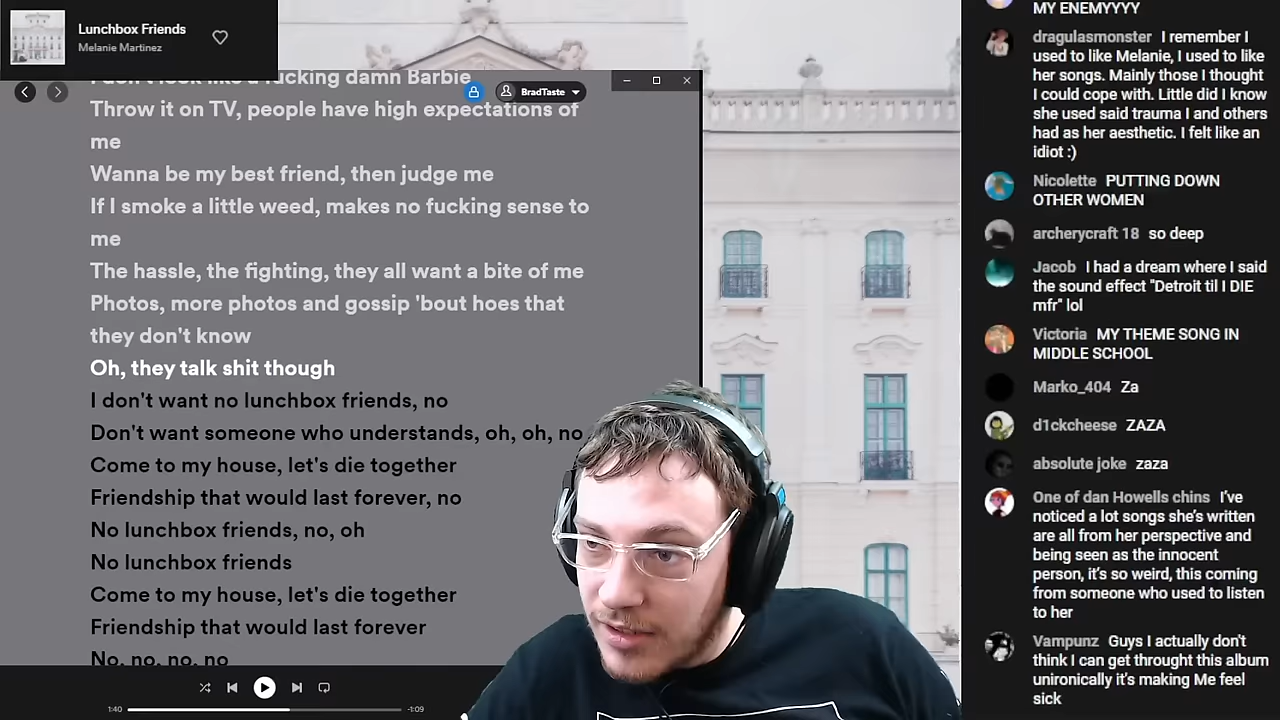 Lunchbox Friends
Melanie Martinez
BradTaste
I don't look like a fucking damn Barbie
Throw it on TV, people have high expectations of
me
Wanna be my best friend, then judge me
If I smoke a little weed, makes no fucking sense to
me
The hassle, the fighting, they all want a bite of me
Photos, more photos and gossip 'bout hoes that
they don't know
Oh, they talk shit though
I don't want no lunchbox friends, no
Don't want someone who understands, oh, oh, no
Come to my house, let's die together
Friendship that would last forever, no
No lunchbox friends, no, oh
No lunchbox friends
Come to my house, let's die together
Friendship that would last forever
No, no, no, no
1:40
-1:09
MY ENEMYYYY
dragulasmonster I remember I
used to like Melanie, I used to like
her songs. Mainly those I thought
I could cope with. Little did I know
she used said trauma I and others
had as her aesthetic. I felt like an
idiot :)
Nicolette PUTTING DOWN
OTHER WOMEN
archerycraft 18 so deep
Jacob I had a dream where I said
the sound effect "Detroit til I DIE
mfr" lol
Victoria MY THEME SONG IN
MIDDLE SCHOOL
Marko_404 Za
d1ckcheese ZAZA
absolute joke zaza
One of dan Howells chins I've
noticed a lot songs she's written
are all from her perspective and
being seen as the innocent
person, it's so weird, this coming
from someone who used to listen
to her
Vampunz Guys I actually don't
think I can get throught this album
unironically it's making Me feel
sick